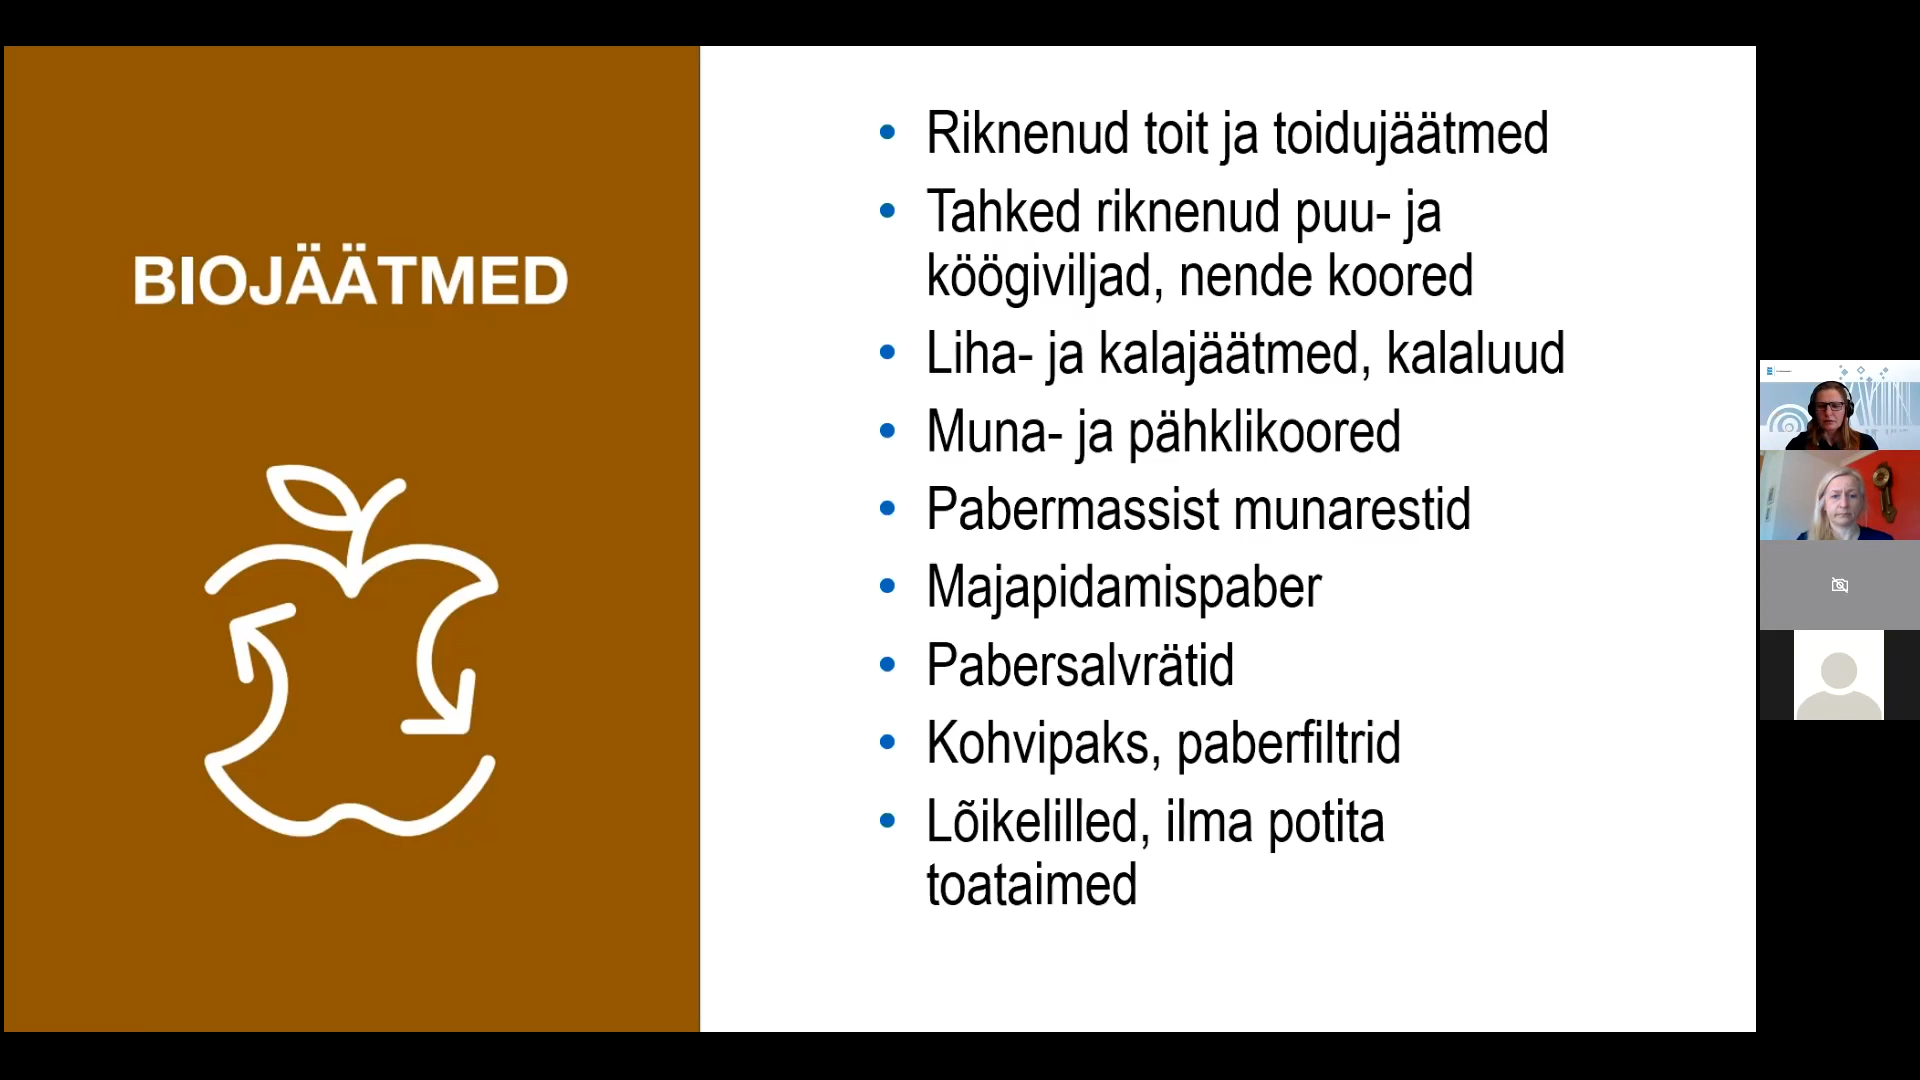 BIOJÄÄTMED
• Riknenud toit ja toidujäätmed
• Tahked riknenud puu- ja
köögiviljad, nende koored
• Liha- ja kalajäätmed, kalaluud
• Muna- ja pähklikoored
• Pabermassist munarestid
• Majapidamispaber
• Pabersalvrätid
• Kohvipaks, paberfiltrid
• Lõikelilled, ilma potita
toataimed